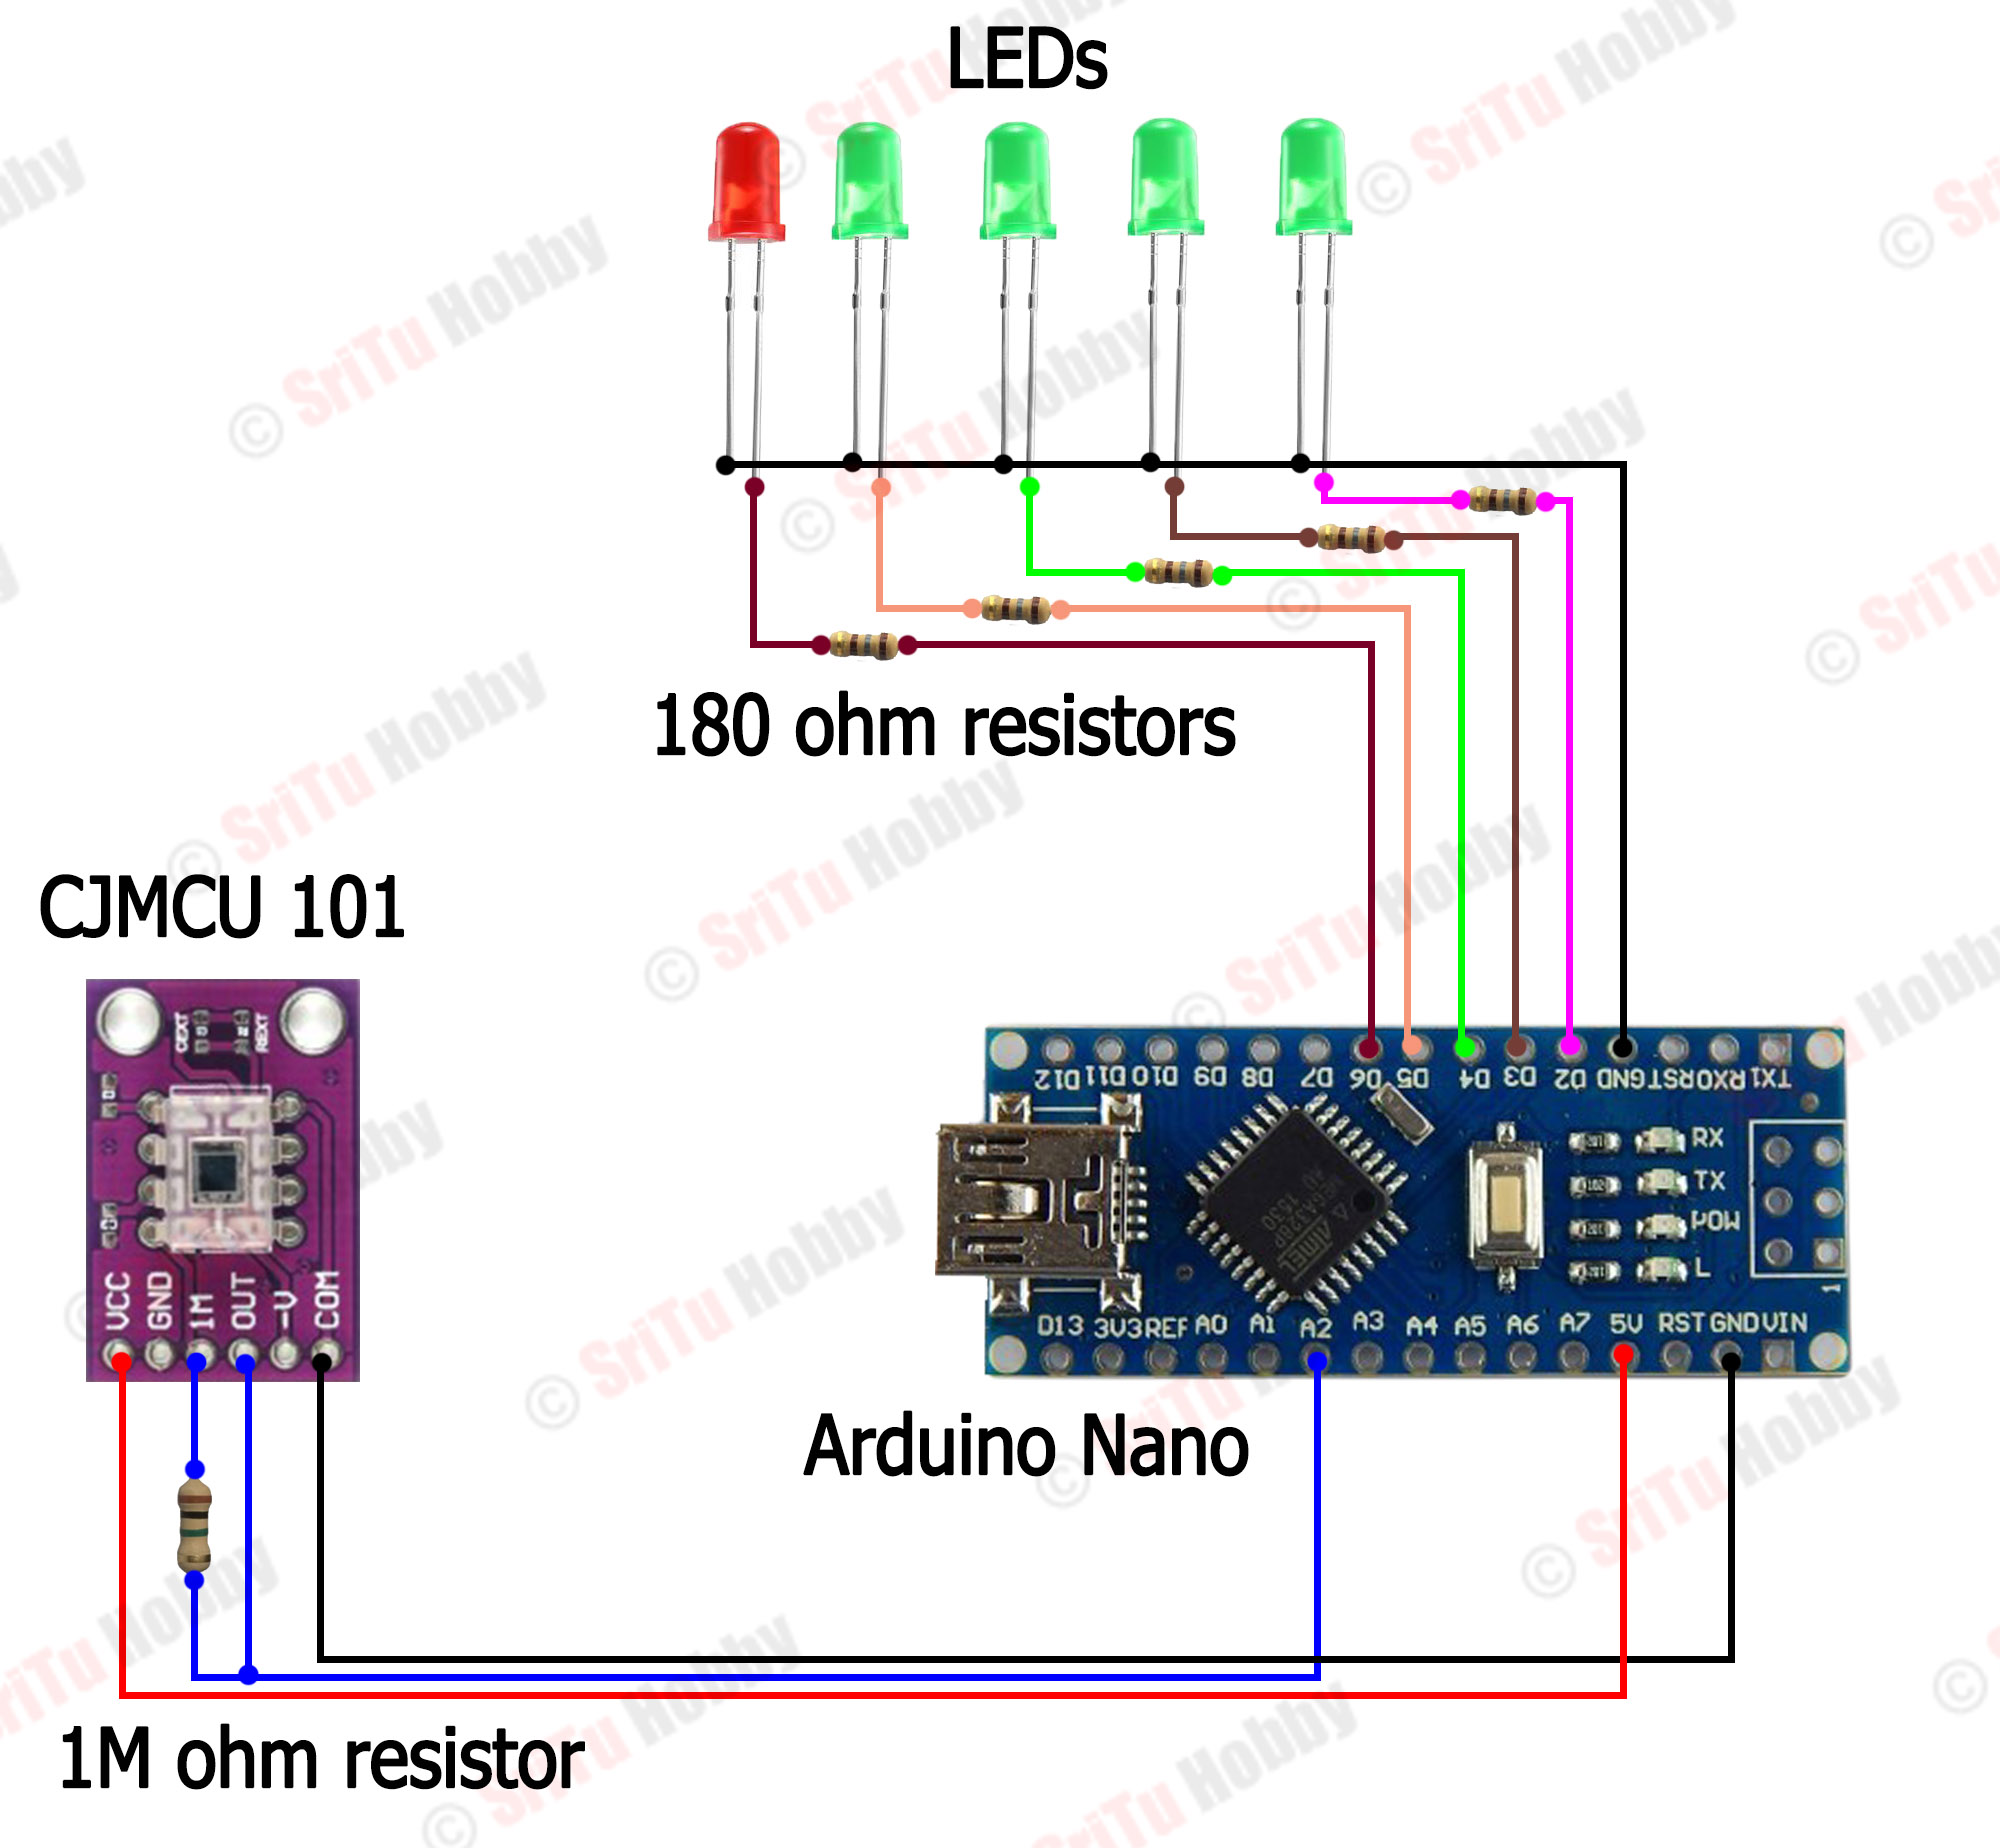 LEDs
180 ohm resistors
CJMCU 101
CEXT
REXT
VCC
GND
1M
OUT
-V
COM
D12
D11
D10
D9
D8
D7
D6
D5
D4
D3
D2
GND
RST
RX0
TX1
RX
TX
POW
L
1
ATMEL
D13
3V3
REF
A0
A1
A2
A3
A4
A5
A6
A7
5V
RST
GND
VIN
Arduino Nano
1M ohm resistor
© SriTu Hobby